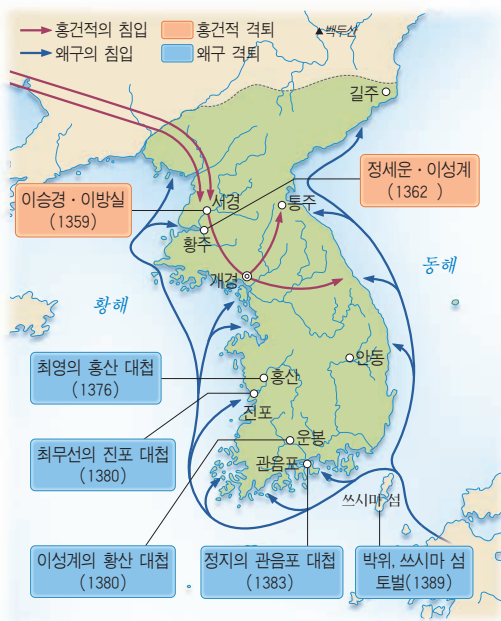 홍건적의 침입 홍건적 격퇴
왜구의 침입 왜구 격퇴
▲백두산
길주
정세운·이성계
(1362 )
이승경·이방실
(1359)
서경
통주
황주
개경
동해
황해
최영의 홍산 대첩
(1376)
안동
홍산
진포
최무선의 진포 대첩
(1380)
운봉
관음포
쓰시마 섬
이성계의 황산 대첩
(1380)
정지의 관음포 대첩
(1383)
박위, 쓰시마 섬
토벌(1389)